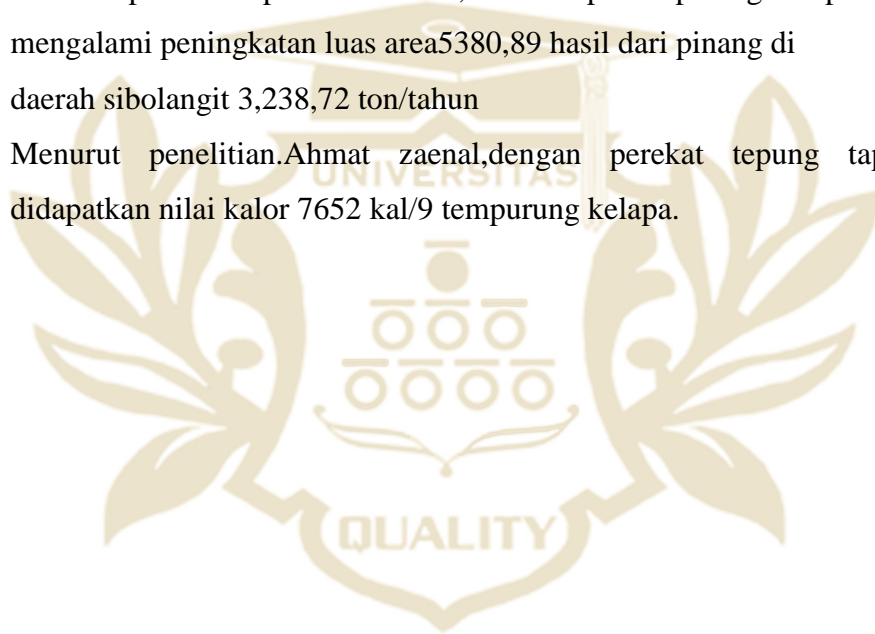 mengalami peningkatan luas area5380,89 hasil dari pinang di
daerah sibolangit 3,238,72 ton/tahun
Menurut penelitian.Ahmat zaenal,dengan perekat tepung
didapatkan nilai kalor 7652 kal/9 tempurung kelapa.
UNIVERSITAS
QUALITY